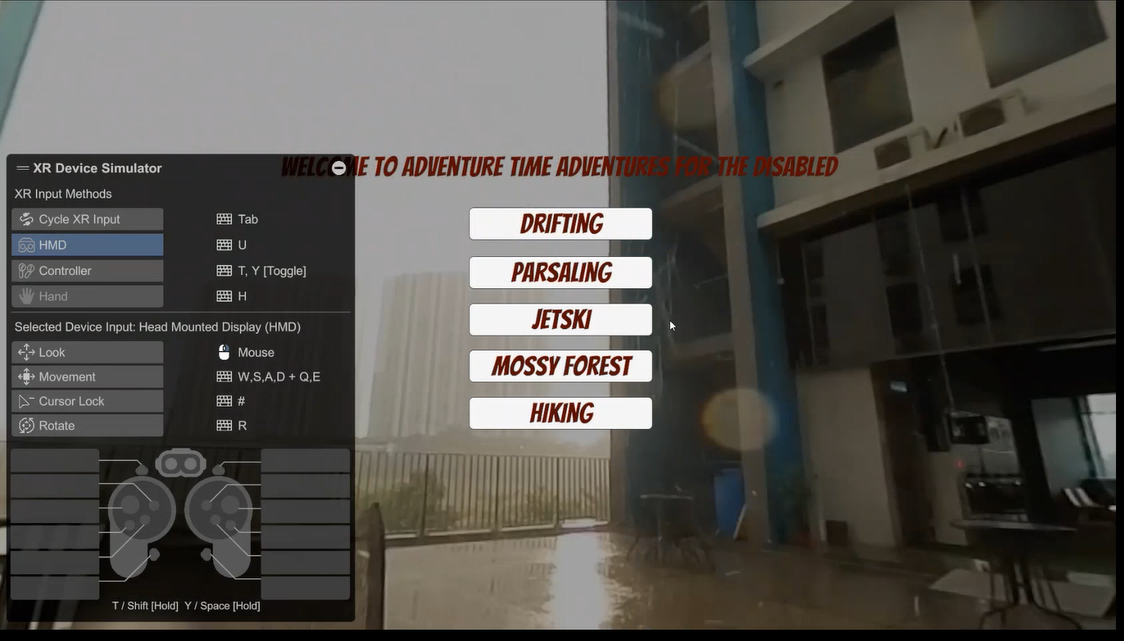 WELCOME TO ADVENTURE TIME ADVENTURES FOR THE DISABLED
XR Device Simulator
XR Input Methods
Cycle XR Input Tab
HMD U
Controller T, Y [Toggle]
Hand H
Selected Device Input: Head Mounted Display (HMD)
Look Mouse
Movement W,S,A,D + Q,E
Cursor Lock #
Rotate R
T / Shift [Hold] Y / Space [Hold]
DRIFTING
PARSALING
JETSKI
MOSSY FOREST
HIKING